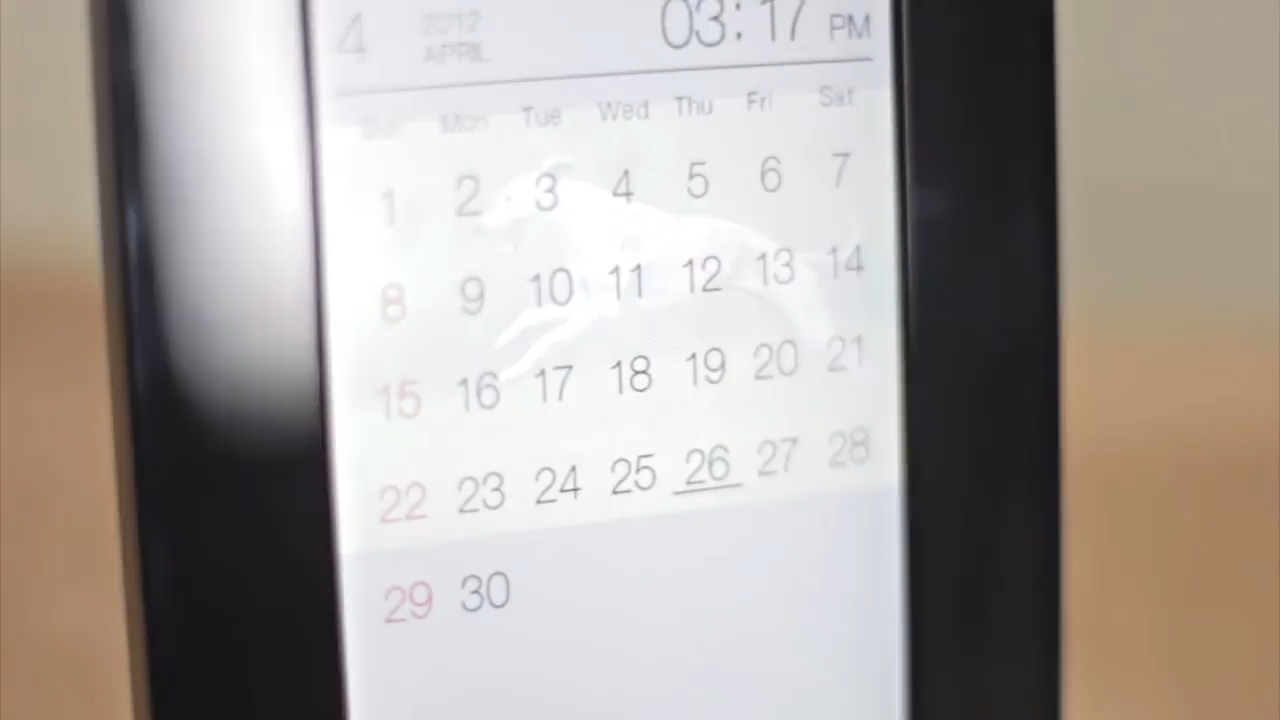 4 2012 03:17 PM
APRIL
Sun Mon Tue Wed Thu Fri Sat
1 2 3 4 5 6 7
8 9 10 11 12 13 14
15 16 17 18 19 20 21
22 23 24 25 26 27 28
29 30